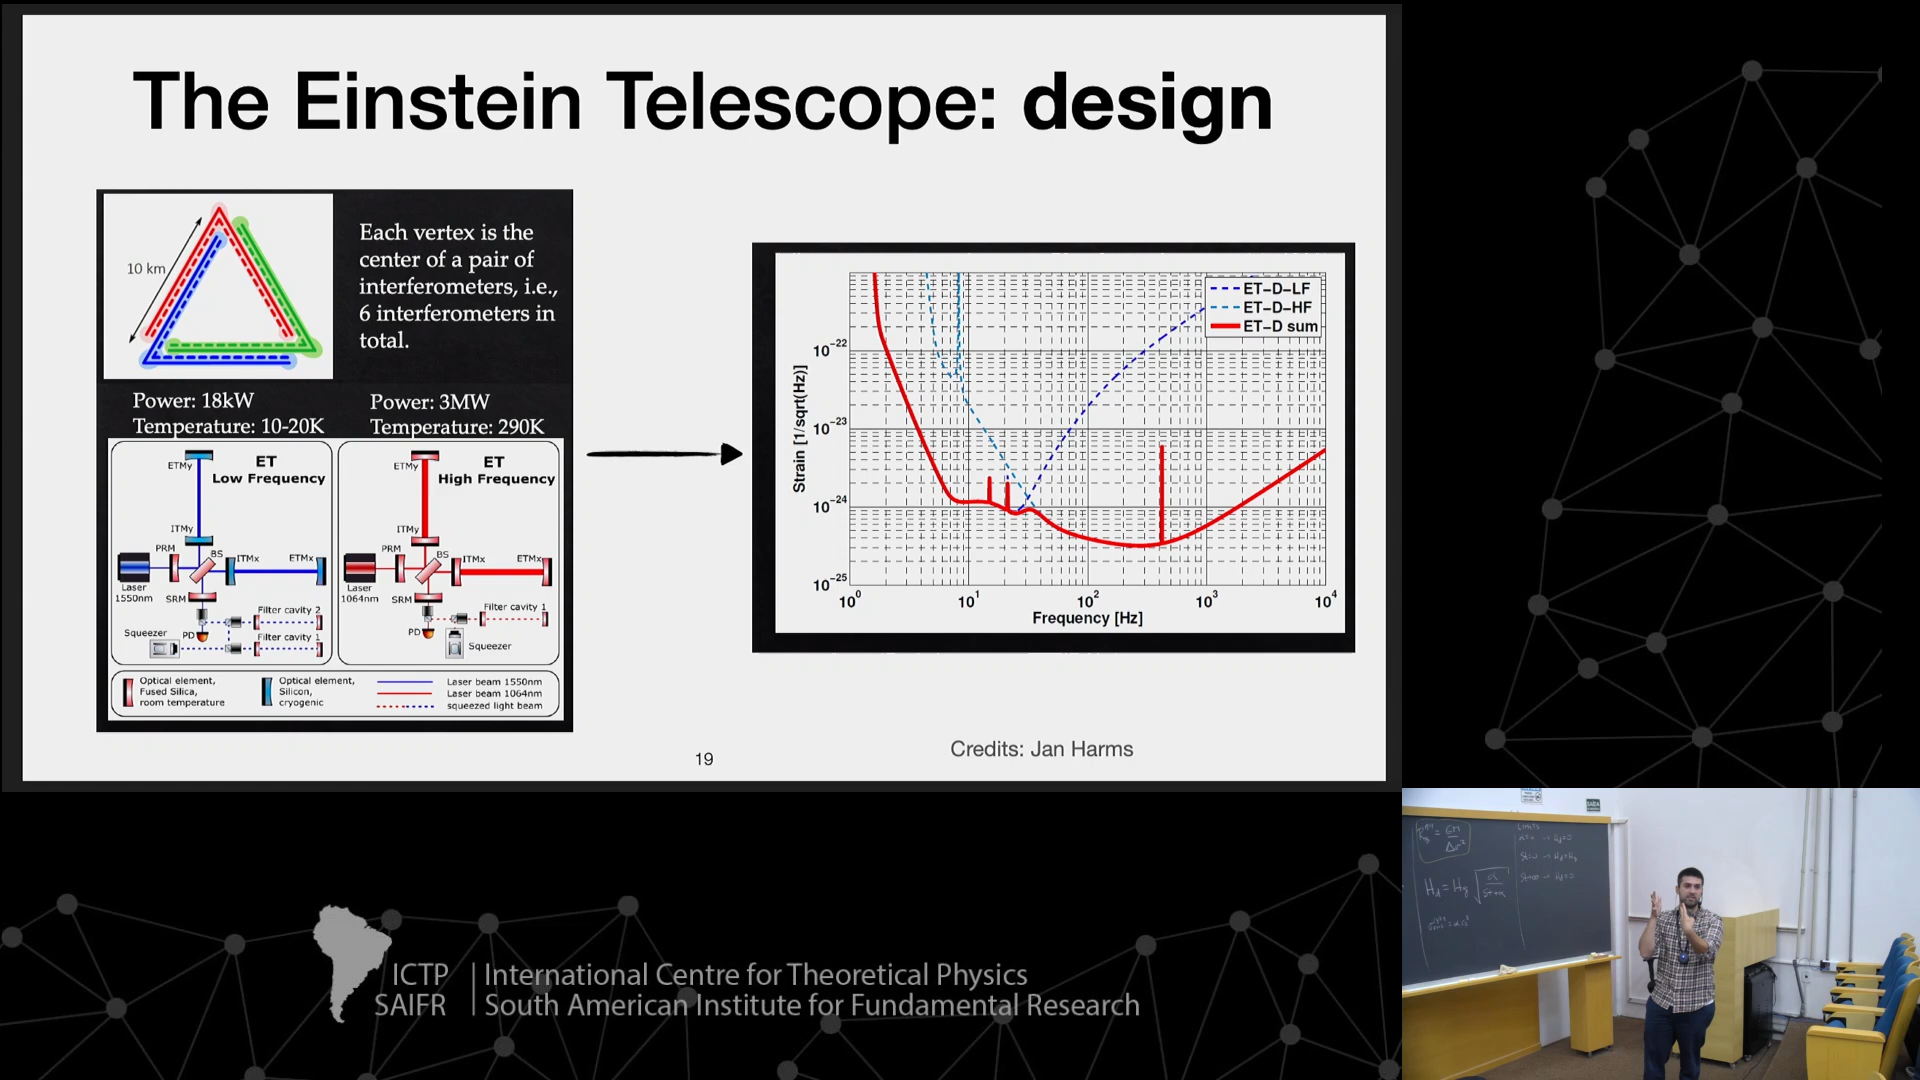 The Einstein Telescope: design
10 km
Each vertex is the
center of a pair of
interferometers, i.e.,
6 interferometers in
total.
Power: 18kW
Temperature: 10-20K
Power: 3MW
Temperature: 290K
ETMy
ET
Low Frequency
ITMy
PRM
BS
ITMx
ETMx
Laser
1550nm
SRM
Filter cavity 2
Squeezer
PD
Filter cavity 1
ETMy
ET
High Frequency
ITMy
PRM
BS
ITMx
ETMx
Laser
1064nm
SRM
Filter cavity 1
PD
Squeezer
Optical element,
Fused Silica,
room temperature
Optical element,
Silicon,
cryogenic
Laser beam 1550nm
Laser beam 1064nm
squeezed light beam
ET-D-LF
ET-D-HF
ET-D sum
Strain [1/sqrt(Hz)]
10⁻²²
10⁻²³
10⁻²⁴
10⁻²⁵
10⁰ 10¹ 10² 10³ 10⁴
Frequency [Hz]
Credits: Jan Harms
19
Limits
ICTP | International Centre for Theoretical Physics
SAIFR | South American Institute for Fundamental Research